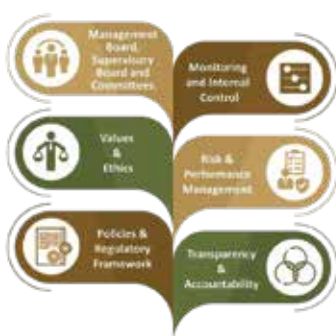 Management
Board,
Supervisory
Board and
Committees
Monitoring
and Internal
Control
Values
&
Ethics
Risk &
Performance
Management
Policies &
Regulatory
Framework
Transparency
&
Accountability